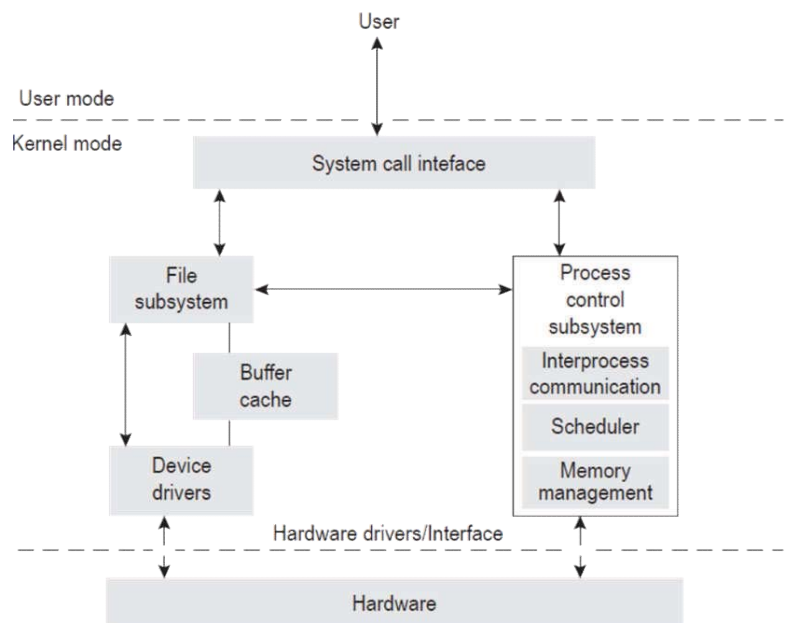 User
User mode
Kernel mode
System call inteface
File
subsystem
Process
control
subsystem
Buffer
cache
Interprocess
communication
Scheduler
Device
drivers
Memory
management
Hardware drivers/Interface
Hardware